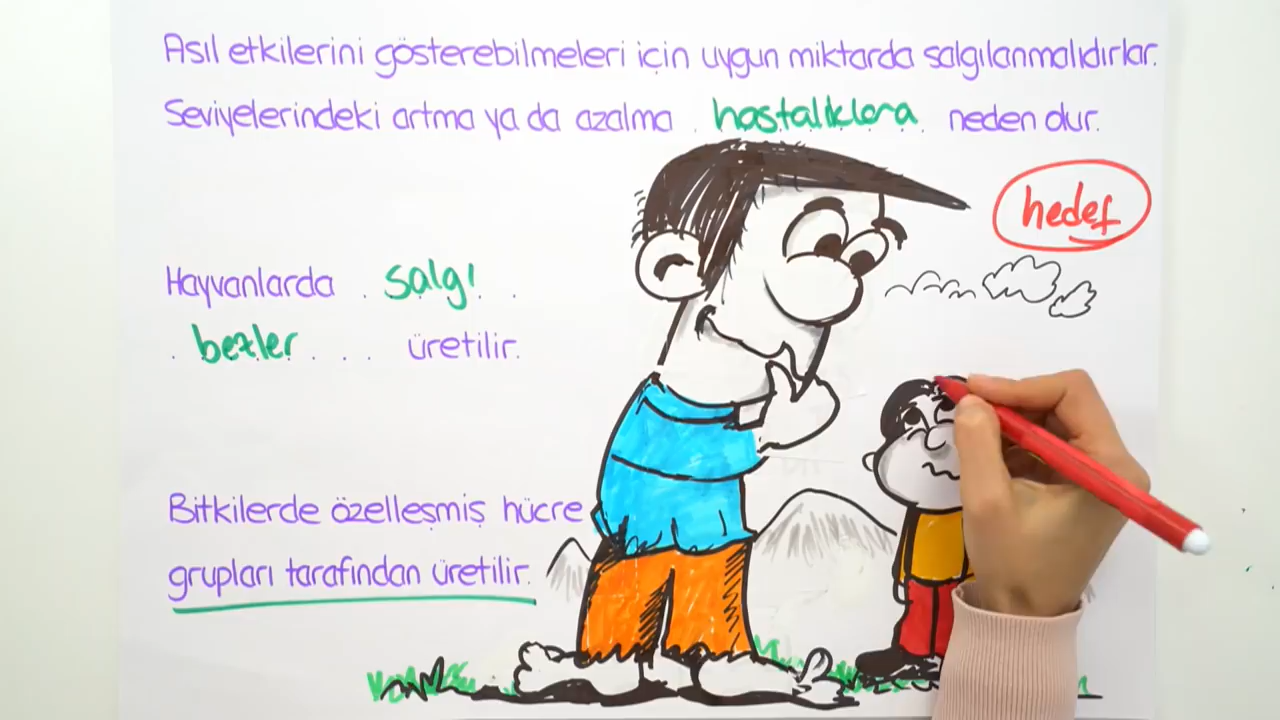 Asıl etkilerini gösterebilmeleri için uygun miktarda salgılanmalıdırlar.
Seviyelerindeki artma ya da azalma . hastalıklara . neden dur.
hedef
Hayvanlarda . salgı .
. bezler . . . üretilir.
Bitkilerde özelleşmiş hücre
grupları tarafından üretilir.